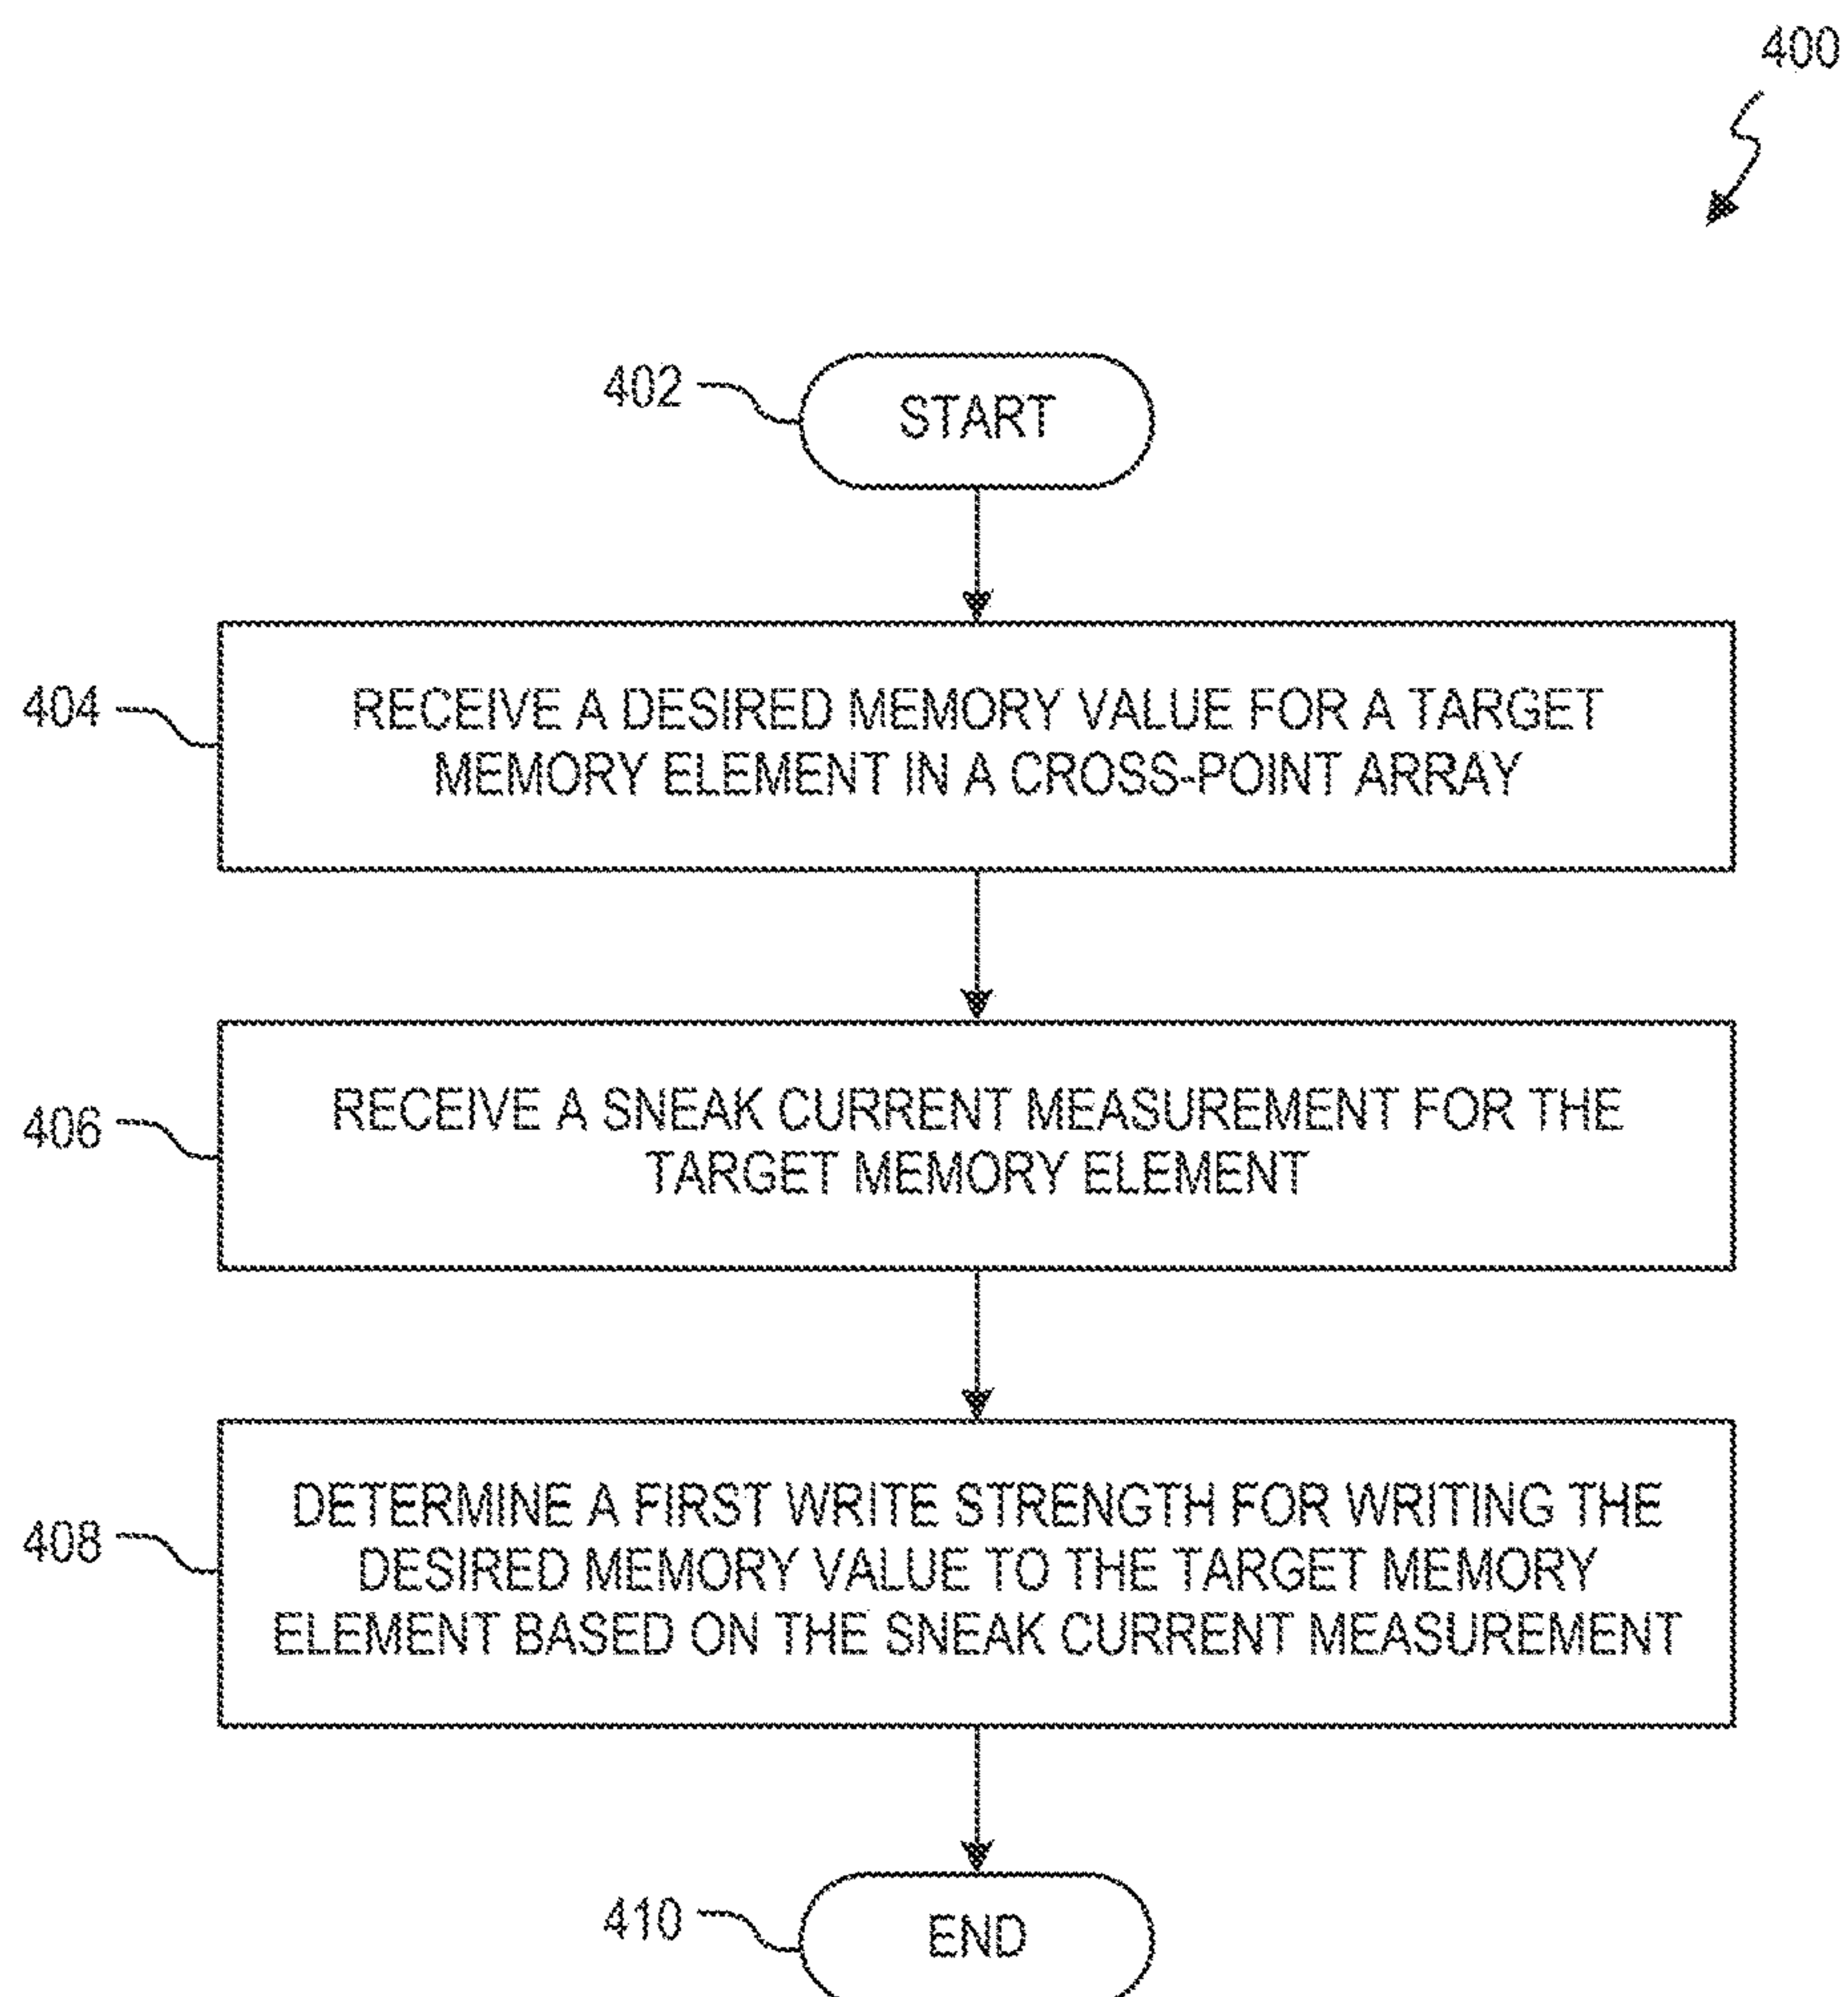 400
402
START
404
RECEIVE A DESIRED MEMORY VALUE FOR A TARGET
MEMORY ELEMENT IN A CROSS-POINT ARRAY
406
RECEIVE A SNEAK CURRENT MEASUREMENT FOR THE
TARGET MEMORY ELEMENT
408
DETERMINE A FIRST WRITE STRENGTH FOR WRITING THE
DESIRED MEMORY VALUE TO THE TARGET MEMORY
ELEMENT BASED ON THE SNEAK CURRENT MEASUREMENT
410
END